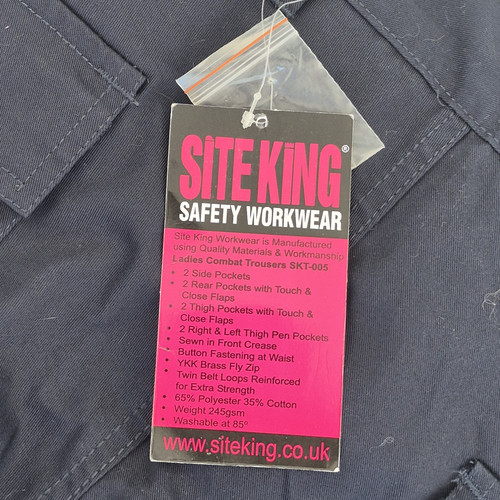 SITE KING®
SAFETY WORKWEAR
Site King Workwear is Manufactured
using Quality Materials & Workmanship
Ladies Combat Trousers SKT-005
• 2 Side Pockets
• 2 Rear Pockets with Touch &
Close Flaps
• 2 Thigh Pockets with Touch &
Close Flaps
• 2 Right & Left Thigh Pen Pockets
• Sewn in Front Crease
• Button Fastening at Waist
• YKK Brass Fly Zip
• Twin Belt Loops Reinforced
for Extra Strength
• 65% Polyester 35% Cotton
• Weight 245gsm
• Washable at 85º
www.siteking.co.uk